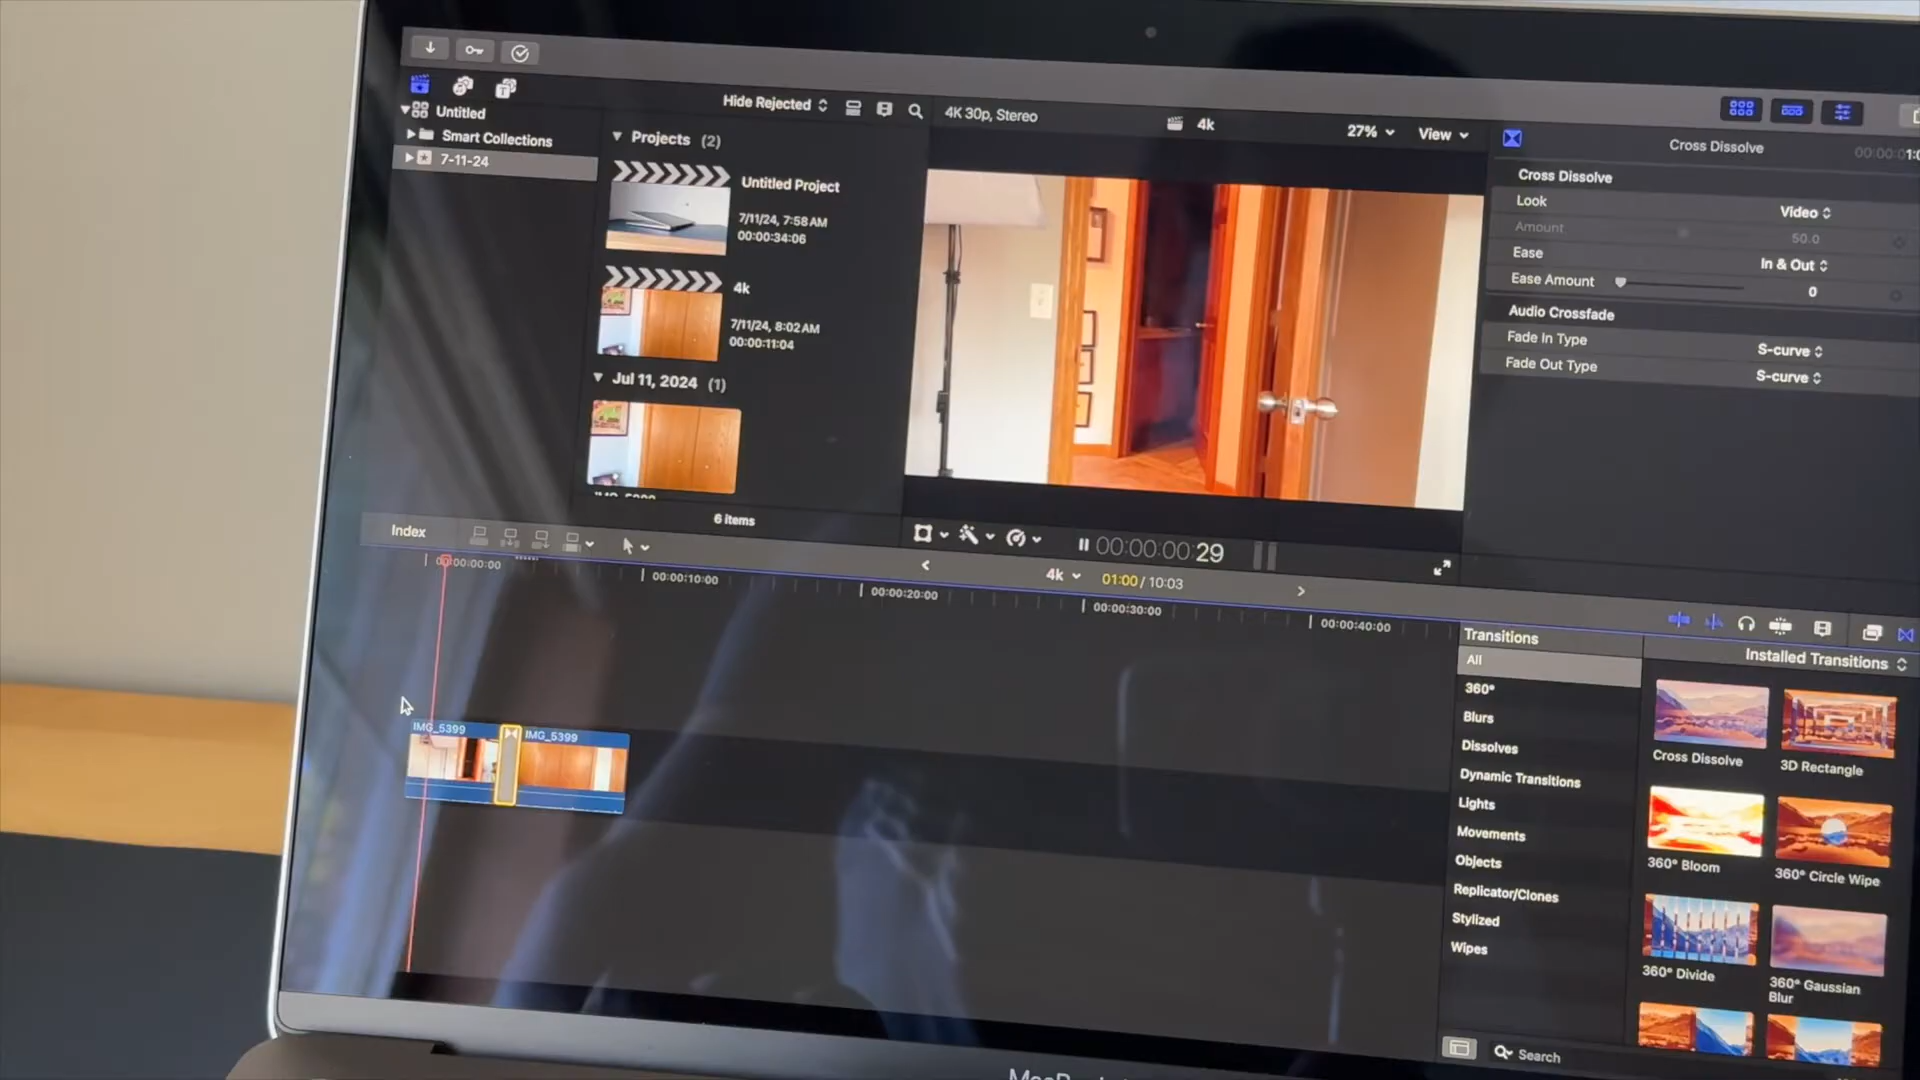 Untitled
Smart Collections
7-11-24
Hide Rejected
Projects (2)
Untitled Project
7/11/24, 7:58 AM
00:00:34:06
4k
7/11/24, 8:02 AM
00:00:11:04
Jul 11, 2024 (1)
6 items
4K 30p, Stereo
4k
27%
View
Cross Dissolve
Cross Dissolve
Look
Video
Amount
50.0
Ease
In & Out
Ease Amount
0
Audio Crossfade
Fade In Type
S-curve
Fade Out Type
S-curve
Index
00:00:00:29
4k
01:00 / 10:03
00:00:00:00
00:00:10:00
00:00:20:00
00:00:30:00
00:00:40:00
IMG_5399
IMG_5399
Transitions
Installed Transitions
All
360°
Blurs
Dissolves
Dynamic Transitions
Lights
Movements
Objects
Replicator/Clones
Stylized
Wipes
Cross Dissolve
3D Rectangle
360° Bloom
360° Circle Wipe
360° Divide
360° Gaussian
Blur
Search